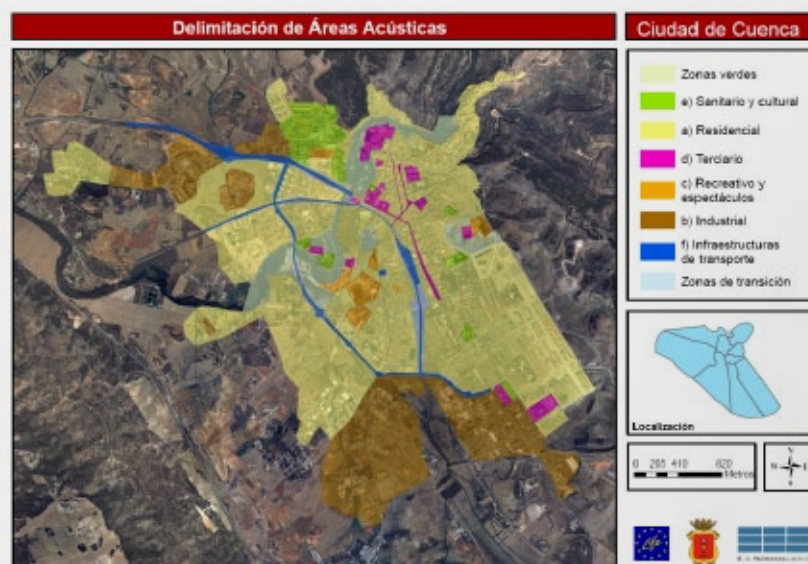 Delimitación de Áreas Acústicas
Ciudad de Cuenca
Zonas verdes
e) Sanitario y cultural
a) Residencial
d) Terciario
c) Recreativo y
espectáculos
b) Industrial
f) Infraestructuras
de transporte
Zonas de transición
Localización
0 205 410 820
Metros
N